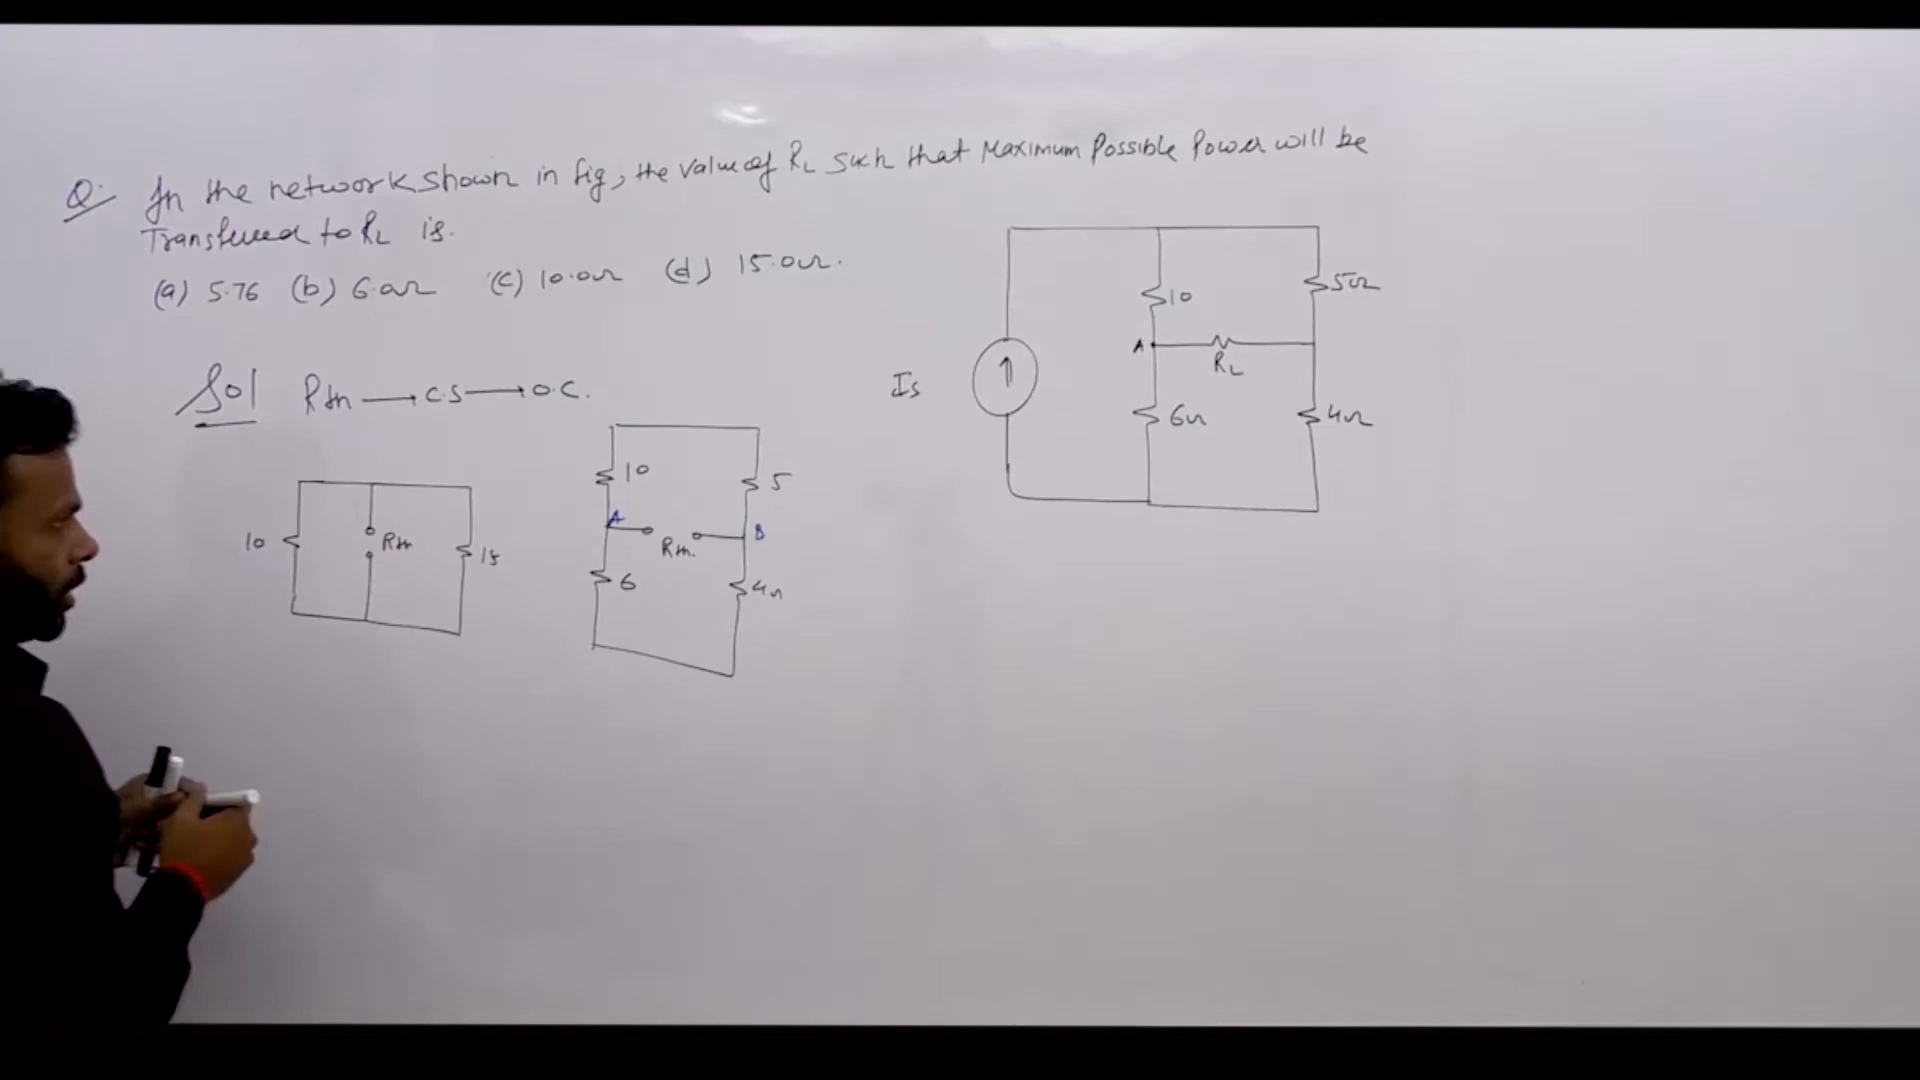 Q: In the network shown in fig, the value of RL such that Maximum Possible Power will be
Transferred to RL is.
(a) 5.76 (b) 6.0Ω (c) 10.0Ω (d) 15.0Ω.
Sol Rth → C.S → O.C.
10
Rth
15
10
5
A
Rth.
B
6
4Ω
Is
10
5Ω
A
RL
6Ω
4Ω